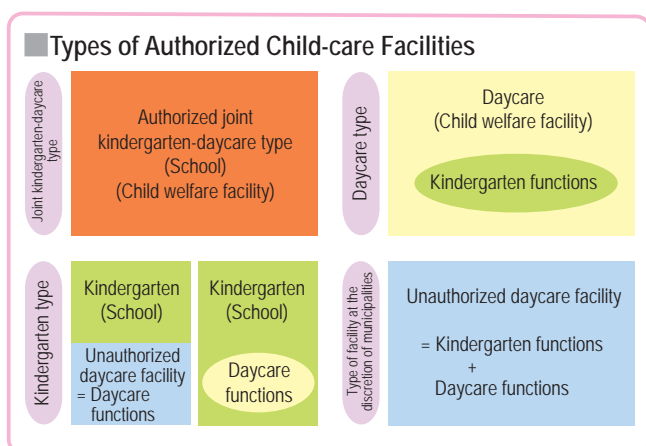 Types of Authorized Child-care Facilities
Joint kindergarten-daycare
type
Authorized joint
kindergarten-daycare type
(School)
(Child welfare facility)
Daycare type
Daycare
(Child welfare facility)
Kindergarten functions
Kindergarten type
Kindergarten
(School)
Unauthorized
daycare facility
= Daycare
functions
Kindergarten
(School)
Daycare
functions
Type of facility at the
discretion of municipalities
Unauthorized daycare facility
= Kindergarten functions
+
Daycare functions